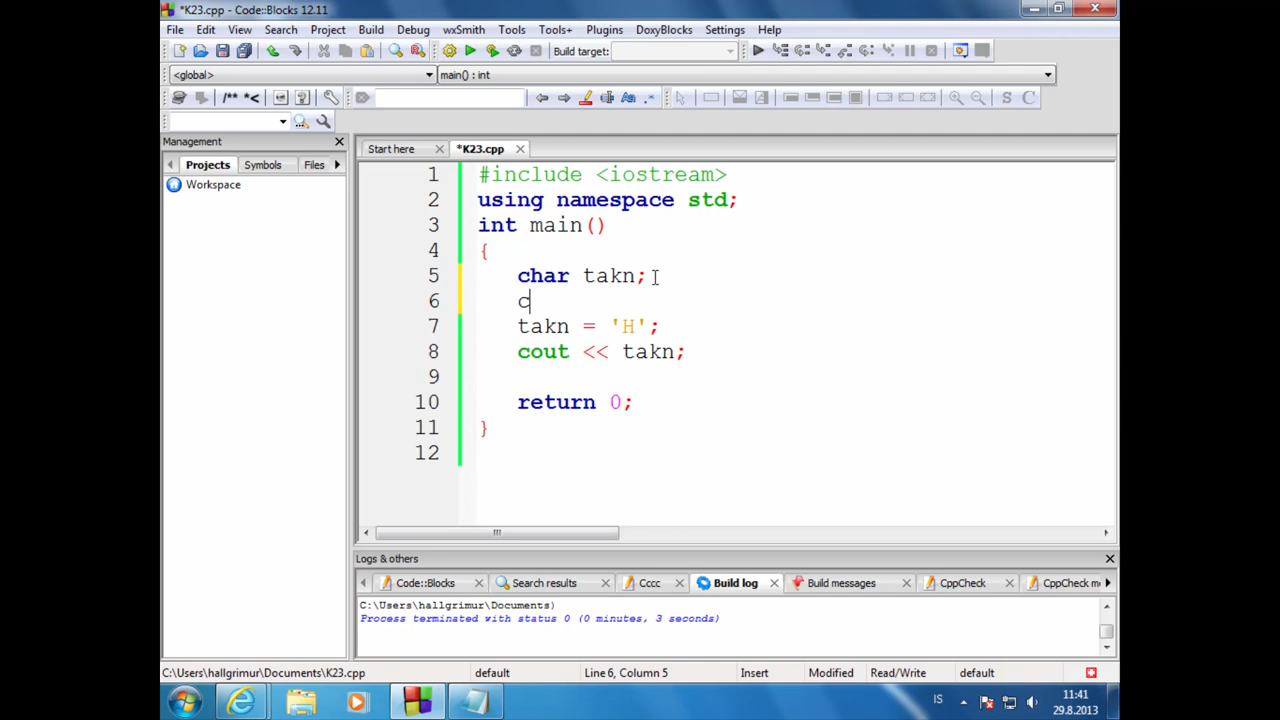 *K23.cpp - Code::Blocks 12.11
File Edit View Search Project Build Debug wxSmith Tools Tools+ Plugins DoxyBlocks Settings Help
Build target:
<global> main() : int
/** *<
Aa .*
S C
Management
Projects Symbols Files
Workspace
Start here *K23.cpp
1 #include <iostream>
2 using namespace std;
3 int main()
4 {
5 char takn;
6 c
7 takn = 'H';
8 cout << takn;
9
10 return 0;
11 }
12
Logs & others
Code::Blocks Search results Cccc Build log Build messages CppCheck CppCheck me
C:\Users\hallgrimur\Documents)
Process terminated with status 0 (0 minutes, 3 seconds)
C:\Users\hallgrimur\Documents\K23.cpp default Line 6, Column 5 Insert Modified Read/Write default
IS 11:41
29.8.2013